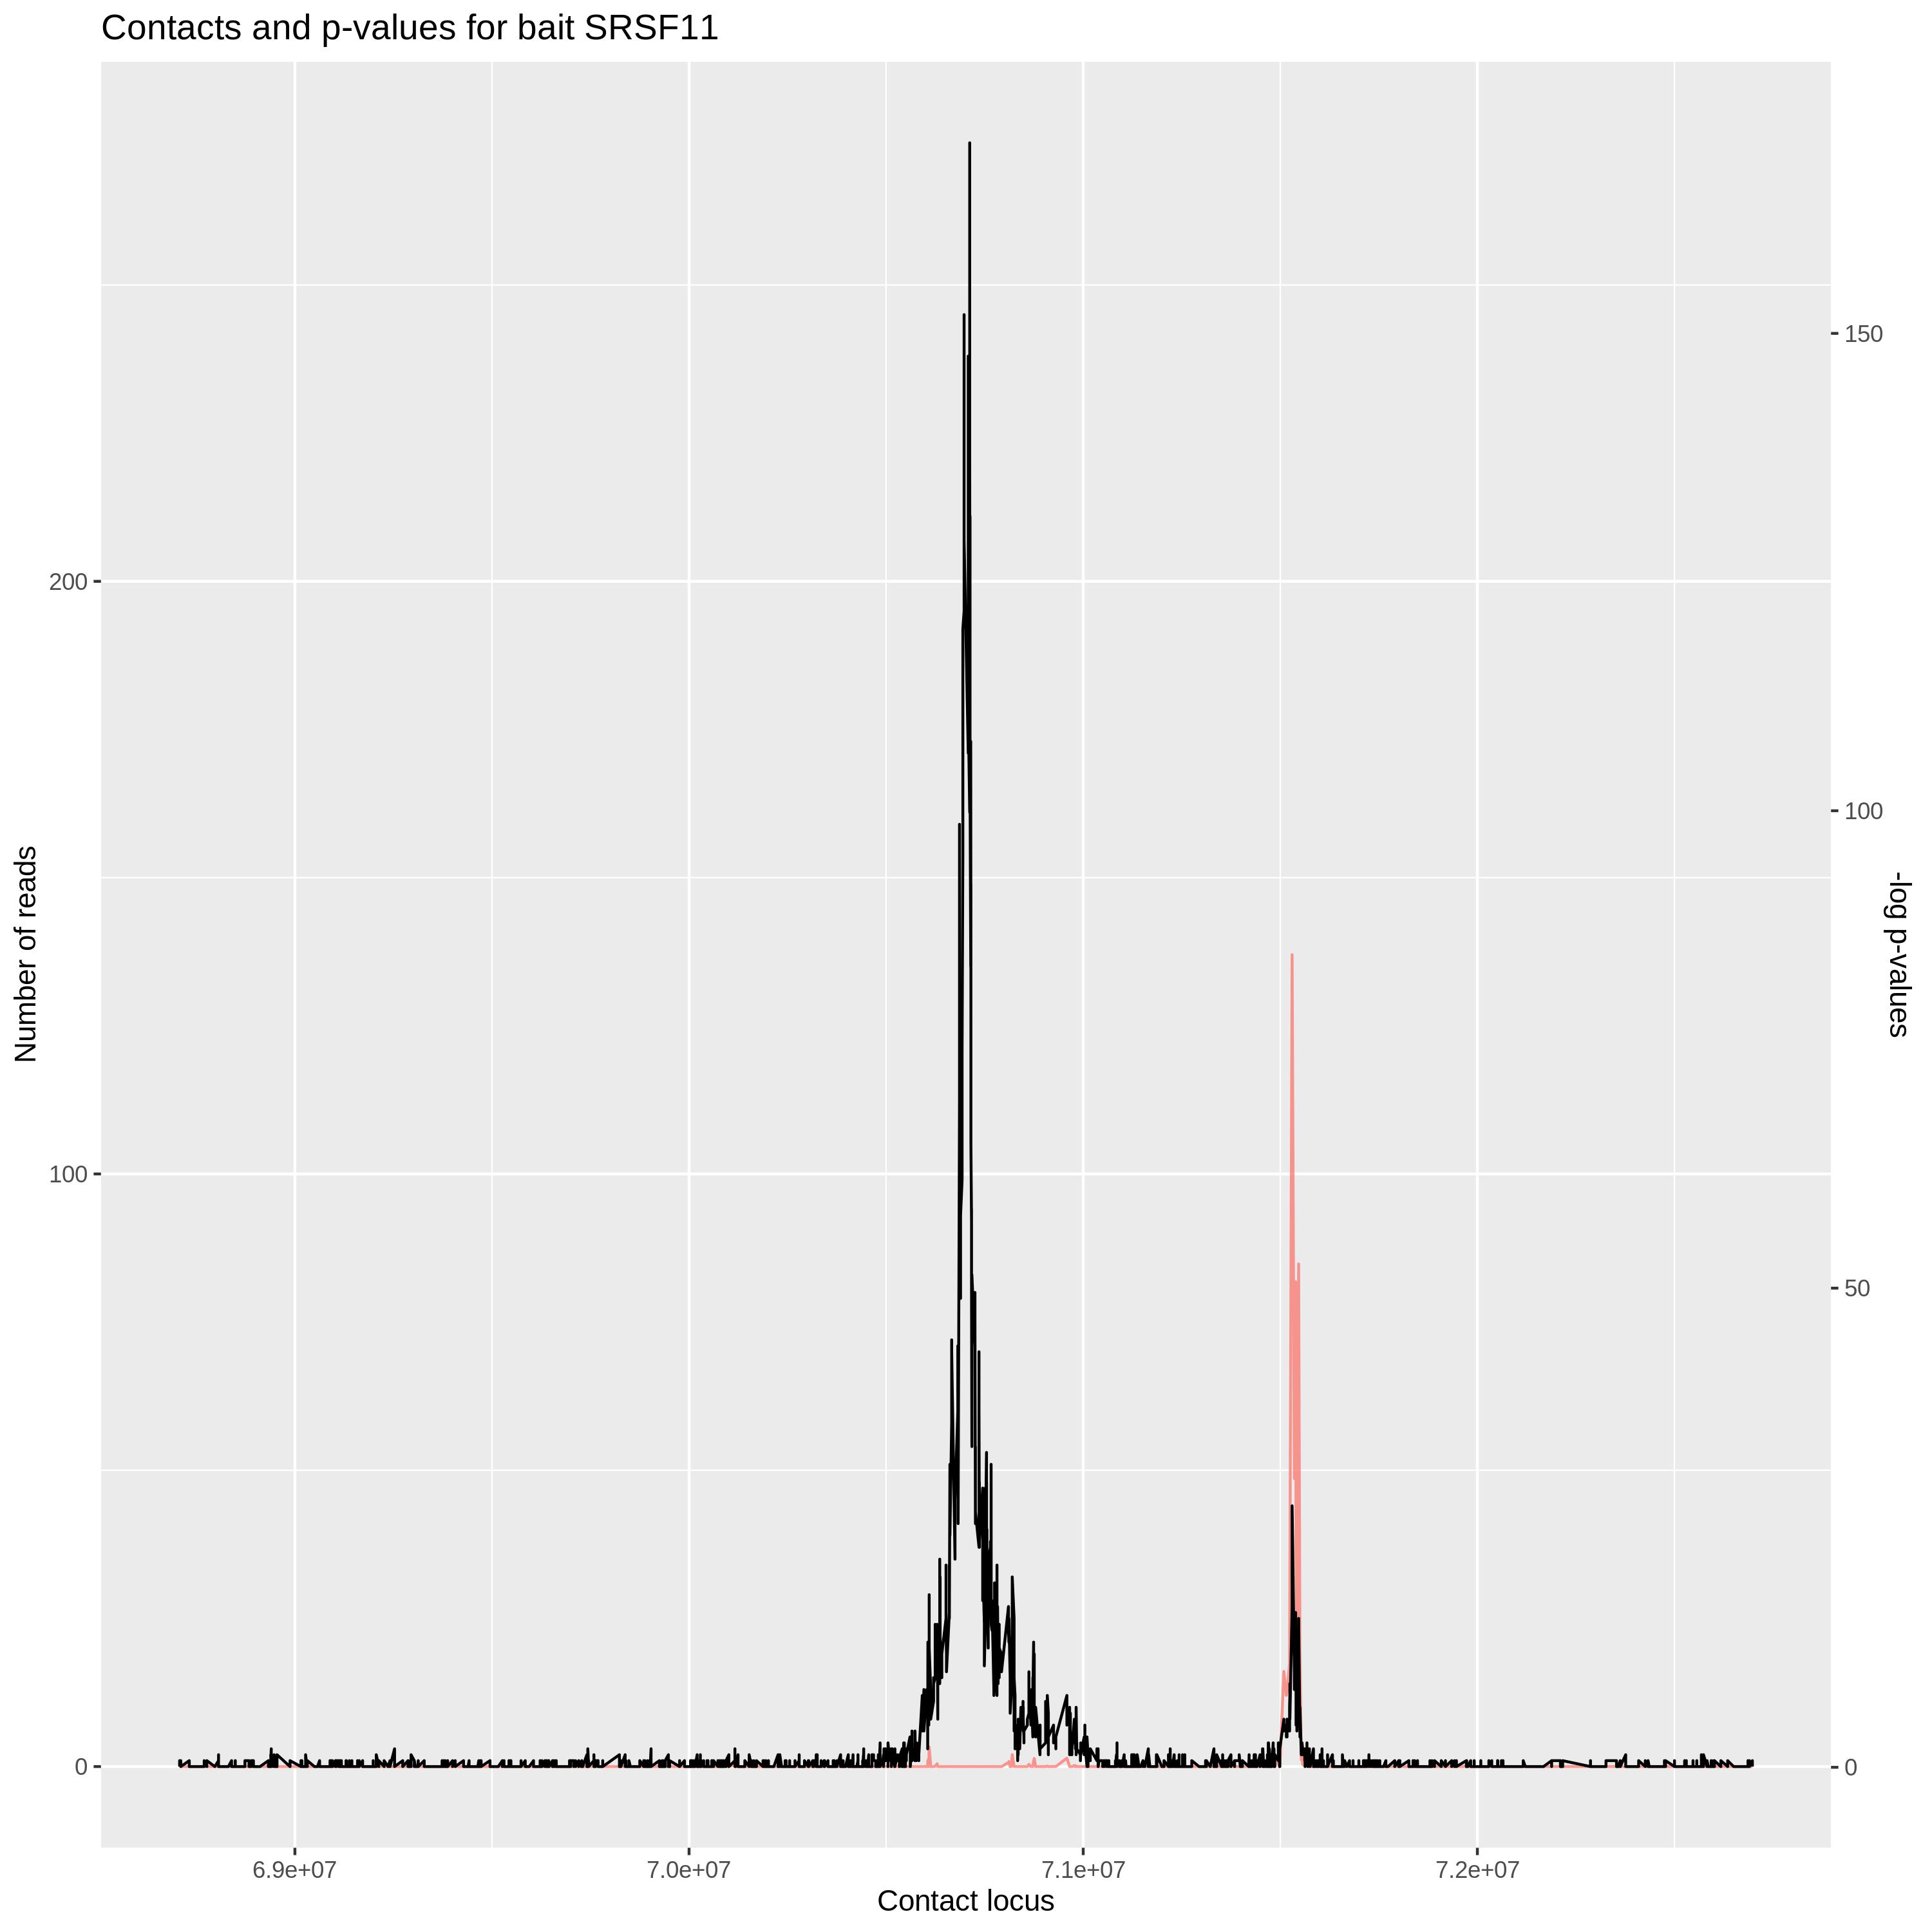 Contacts and p-values for bait SRSF11
200
100
0
Number of reads
150
100
50
0
-log p-values
6.9e+07 7.0e+07 7.1e+07 7.2e+07
Contact locus